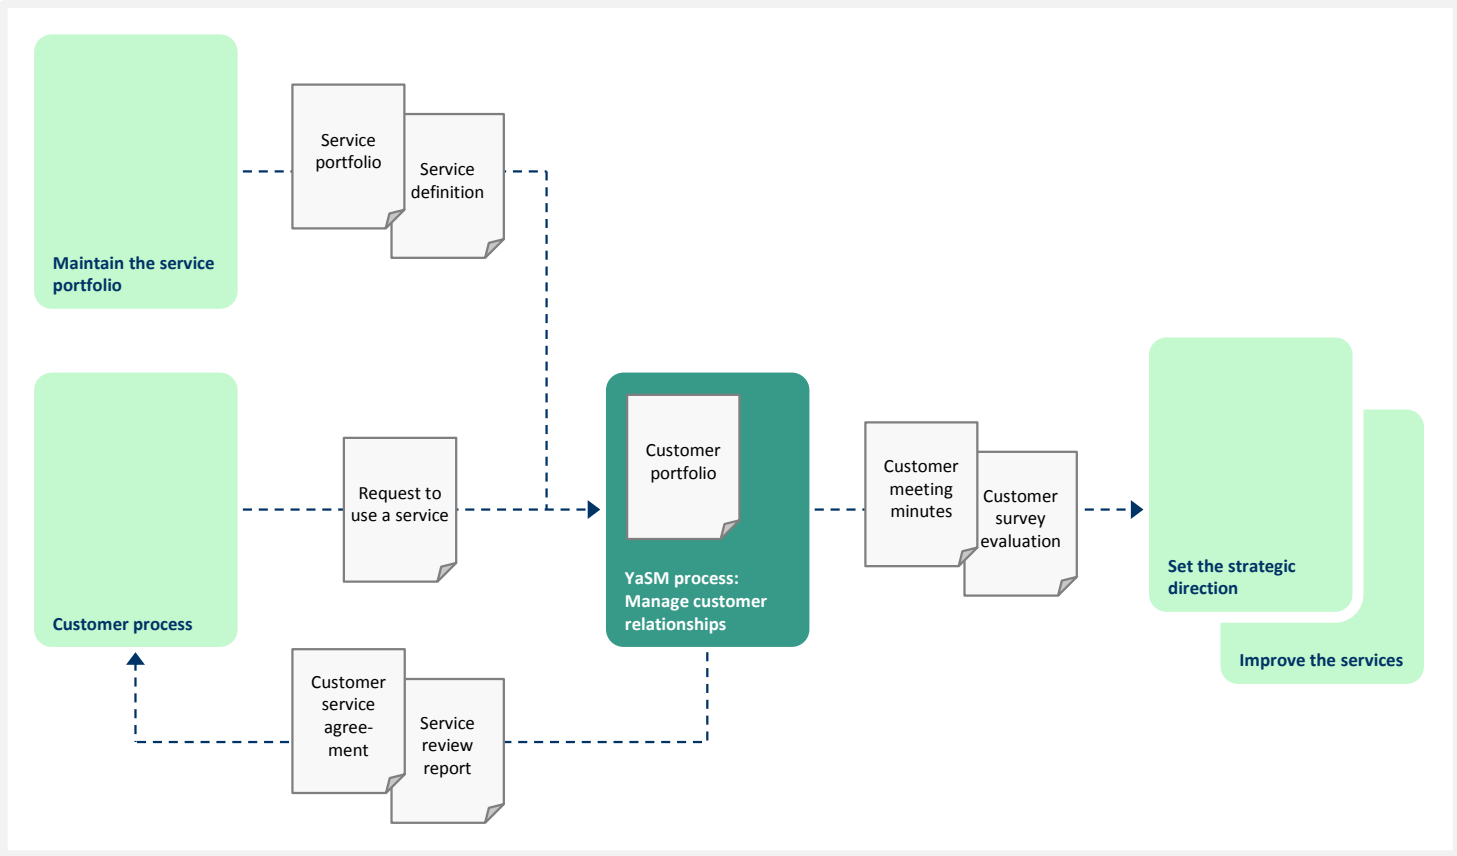 Service
portfolio
Service
definition
Maintain the service
portfolio
Request to
use a service
Customer process
Customer
portfolio
YaSM process:
Manage customer
relationships
Customer
meeting
minutes
Customer
survey
evaluation
Set the strategic
direction
Improve the services
Customer
service
agree-
ment
Service
review
report